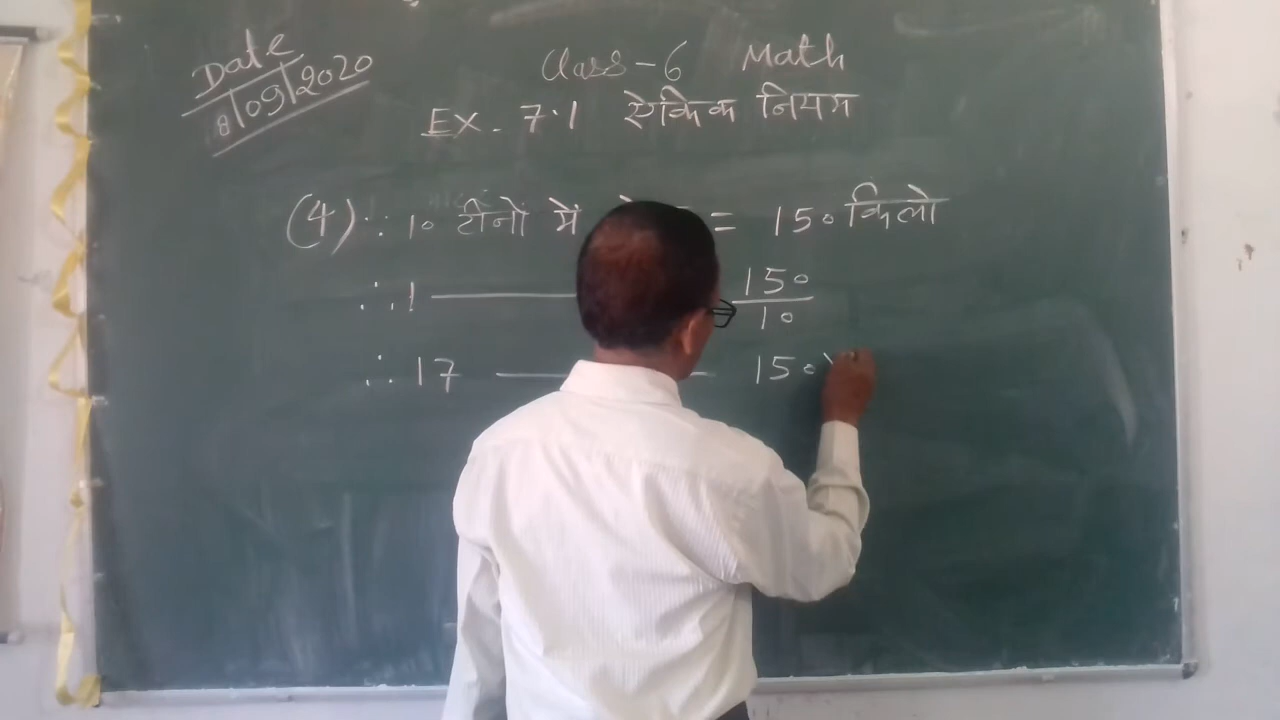 Date
8/09/2020
Class-6 Math
Ex. 7.1 ऐकिक नियम
(4) ∵ 10 टीनों में = 150 किलो
∴ 1 — 150/10
∴ 17 — 150×